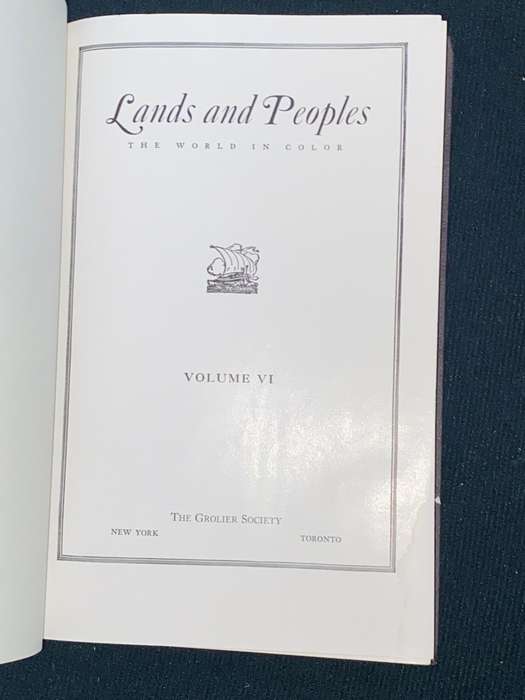 Lands and Peoples
THE WORLD IN COLOR
VOLUME VI
THE GROLIER SOCIETY
NEW YORK
TORONTO